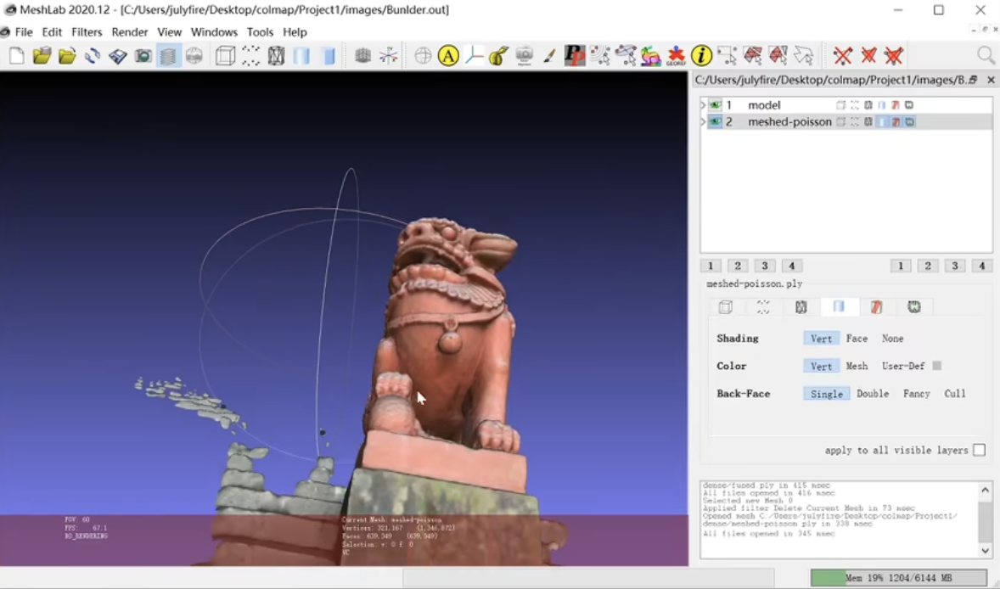 MeshLab 2020.12 - [C:/Users/julyfire/Desktop/colmap/Project1/images/Bunlder.out]
File Edit Filters Render View Windows Tools Help
A
PP
GEOREF
i
C:/Users/julyfire/Desktop/colmap/Project1/images/B...
1 model
2 meshed-poisson
1 2 3 4 1 2 3 4
meshed-poisson.ply
Shading Vert Face None
Color Vert Mesh User-Def
Back-Face Single Double Fancy Cull
apply to all visible layers
dense/fused.ply in 415 msec
All files opened in 416 msec
Selected new Mesh 0
Applied filter Delete Current Mesh in 73 msec
Opened mesh C:/Users/julyfire/Desktop/colmap/Project1/
dense/meshed-poisson ply in 338 msec
All files opened in 345 msec
FOV: 60
FPS: 67.1
BO_RENDERING
Current Mesh: meshed-poisson
Vertices: 321,167 (1,346,872)
Faces: 639,349 (639,349)
Selection: v: 0 f: 0
VC
Mem 19% 1204/6144 MB